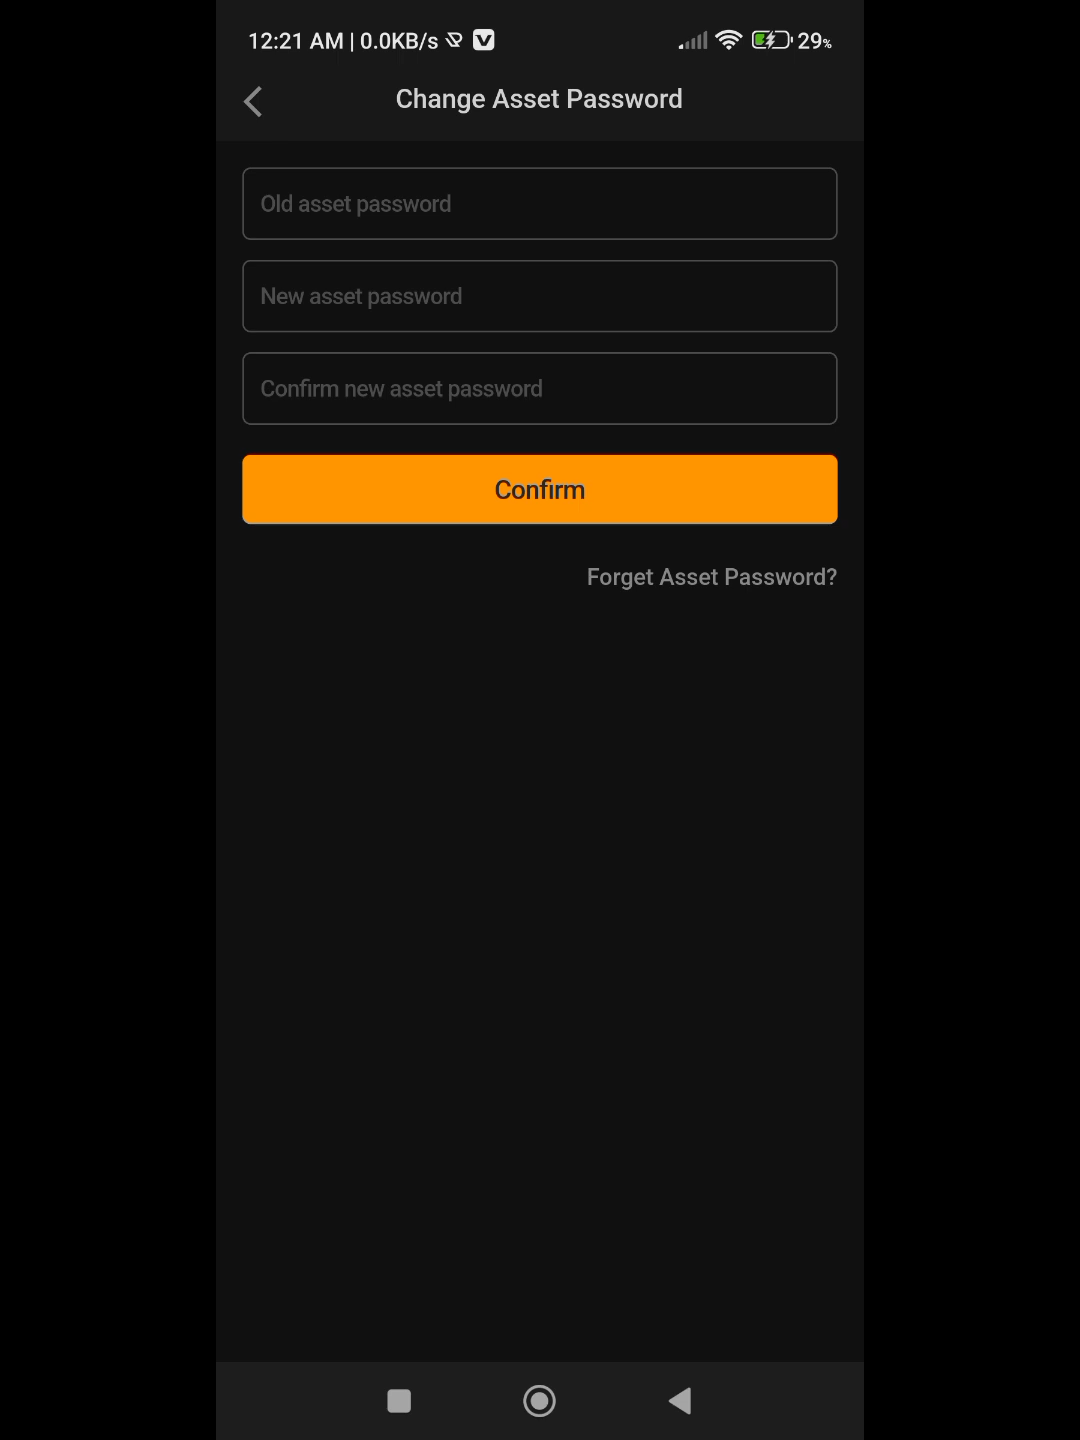 12:21 AM | 0.0KB/s
29%
Change Asset Password
Old asset password
New asset password
Confirm new asset password
Confirm
Forget Asset Password?